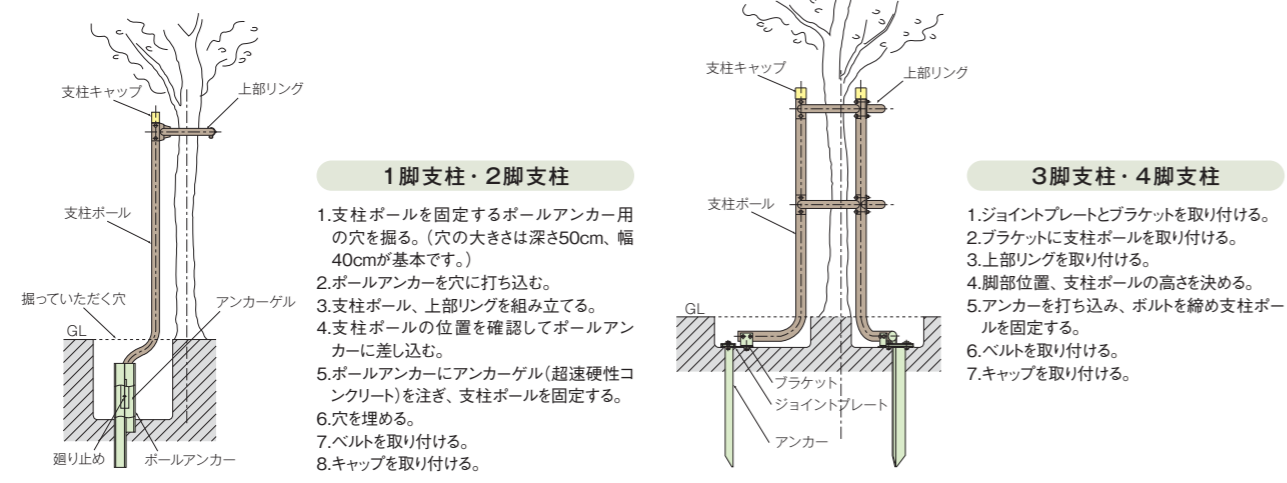 支柱キャップ
上部リング
支柱ポール
掘っていただく穴
アンカーゲル
GL
廻り止め
ポールアンカー
1脚支柱・2脚支柱
1.支柱ポールを固定するポールアンカー用
の穴を掘る。（穴の大きさは深さ50cm、幅
40cmが基本です。）
2.ポールアンカーを穴に打ち込む。
3.支柱ポール、上部リングを組み立てる。
4.支柱ポールの位置を確認してポールアン
カーに差し込む。
5.ポールアンカーにアンカーゲル（超速硬性コ
ンクリート）を注ぎ、支柱ポールを固定する。
6.穴を埋める。
7.ベルトを取り付ける。
8.キャップを取り付ける。
支柱キャップ
上部リング
支柱ポール
GL
ブラケット
ジョイントプレート
アンカー
3脚支柱・4脚支柱
1.ジョイントプレートとブラケットを取り付ける。
2.ブラケットに支柱ポールを取り付ける。
3.上部リングを取り付ける。
4.脚部位置、支柱ポールの高さを決める。
5.アンカーを打ち込み、ボルトを締め支柱ポー
ルを固定する。
6.ベルトを取り付ける。
7.キャップを取り付ける。